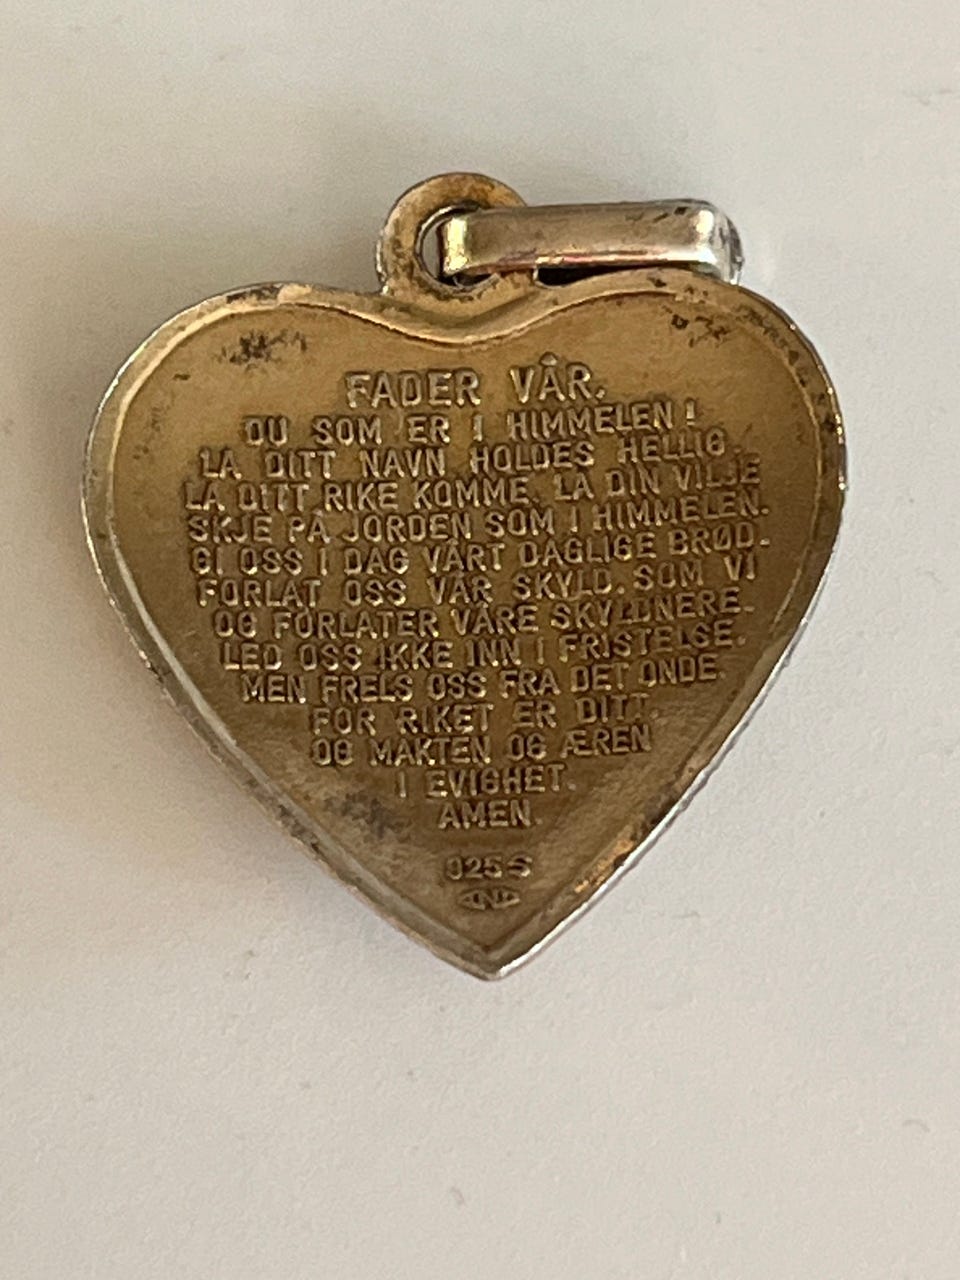 FADER VÅR,
DU SOM ER I HIMMELEN!
LA DITT NAVN HOLDES HELLIG.
LA DITT RIKE KOMME. LA DIN VILJE
SKJE PÅ JORDEN SOM I HIMMELEN.
GI OSS I DAG VÅRT DAGLIGE BRØD.
FORLAT OSS VÅR SKYLD, SOM VI
OG FORLATER VÅRE SKYLDNERE.
LED OSS IKKE INN I FRISTELSE.
MEN FRELS OSS FRA DET ONDE.
FOR RIKET ER DITT.
OG MAKTEN OG ÆREN
I EVIGHET.
AMEN.
925S